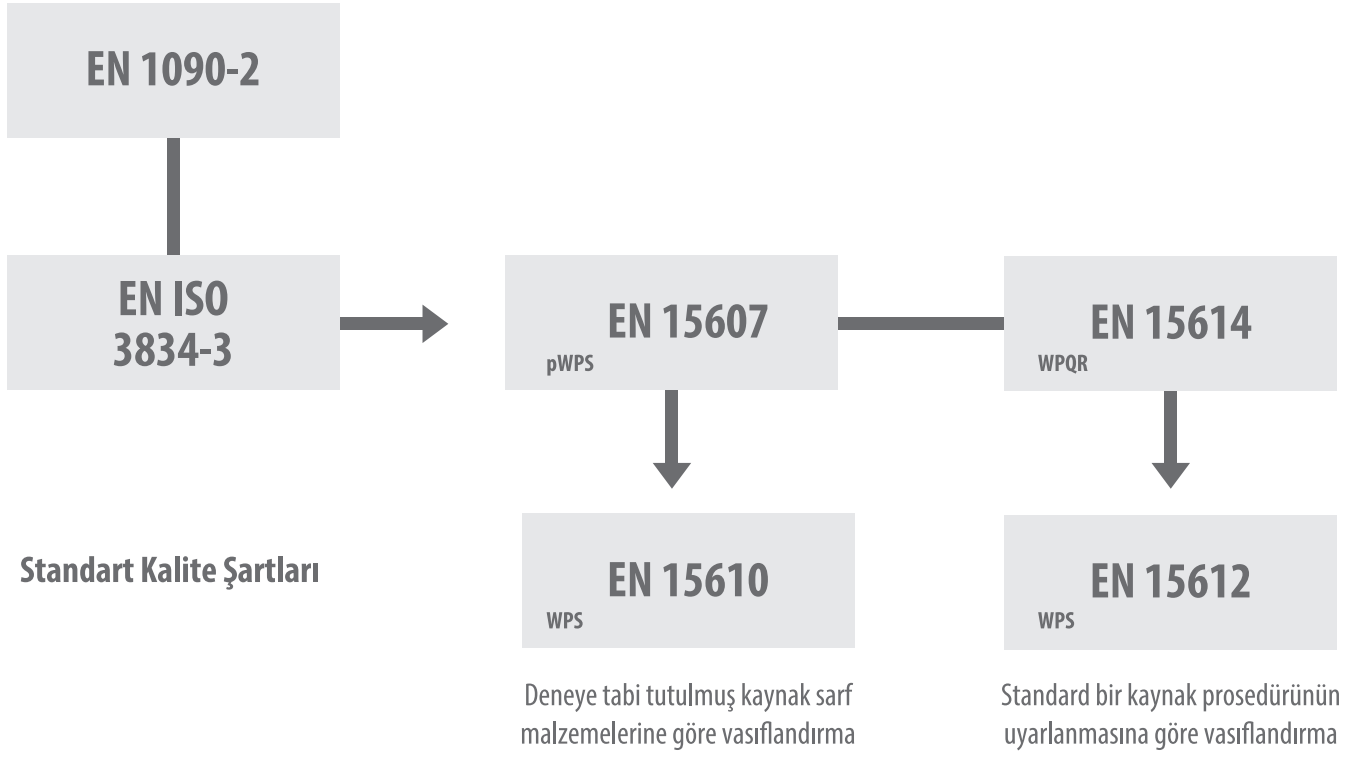 EN 1090-2
EN ISO
3834-3
EN 15607
pWPS
EN 15614
WPQR
Standart Kalite Şartları
EN 15610
WPS
EN 15612
WPS
Deneye tabi tutulmuş kaynak sarf
malzemelerine göre vasıflandırma
Standard bir kaynak prosedürünün
uyarlanmasına göre vasıflandırma